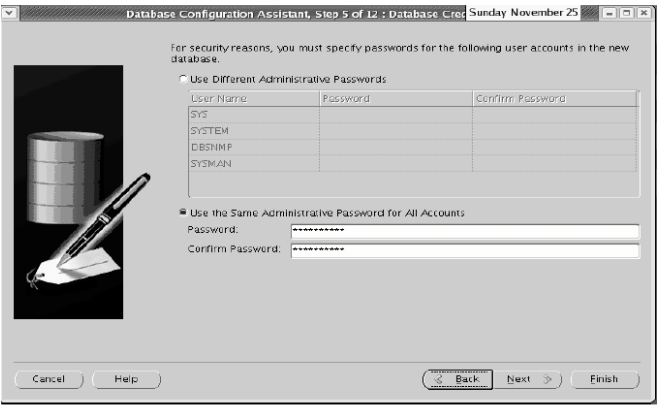 Database Configuration Assistant, Step 5 of 12 : Database Cre
Sunday November 25
For security reasons, you must specify passwords for the following user accounts in the new
database.
Use Different Administrative Passwords
User Name Password Confirm Password
SYS
SYSTEM
DBSNMP
SYSMAN
Use the Same Administrative Password for All Accounts
Password: **********
Confirm Password: **********
Cancel Help Back Next Finish